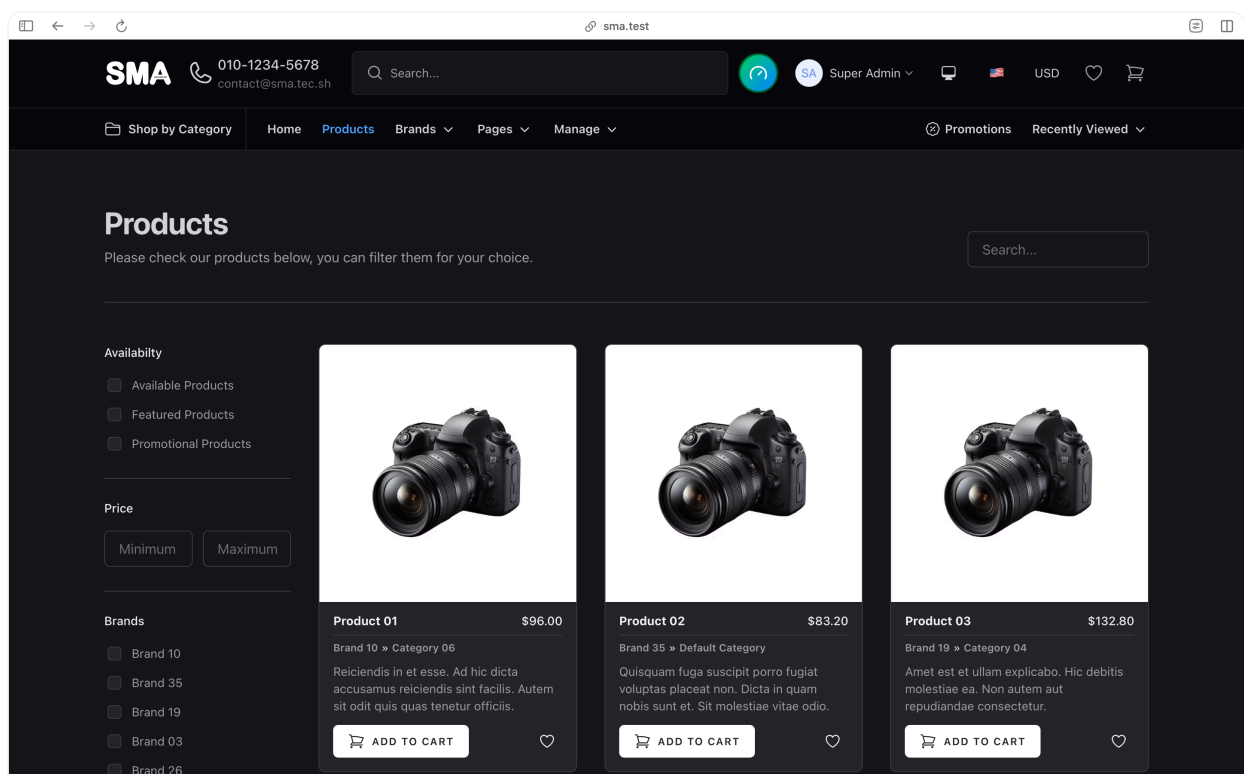 sma.test
SMA
010-1234-5678
contact@sma.tec.sh
Search...
SA
Super Admin
USD
Shop by Category
Home
Products
Brands
Pages
Manage
Promotions
Recently Viewed
Products
Please check our products below, you can filter them for your choice.
Search...
Availabilty
Available Products
Featured Products
Promotional Products
Price
Minimum
Maximum
Brands
Brand 10
Brand 35
Brand 19
Brand 03
Brand 26
Product 01
$96.00
Brand 10 » Category 06
Reiciendis in et esse. Ad hic dicta
accusamus reiciendis sint facilis. Autem
sit odit quis quas tenetur officiis.
ADD TO CART
Product 02
$83.20
Brand 35 » Default Category
Quisquam fuga suscipit porro fugiat
voluptas placeat non. Dicta in quam
nobis sunt et. Sit molestiae vitae odio.
ADD TO CART
Product 03
$132.80
Brand 19 » Category 04
Amet est et ullam explicabo. Hic debitis
molestiae ea. Non autem aut
repudiandae consectetur.
ADD TO CART